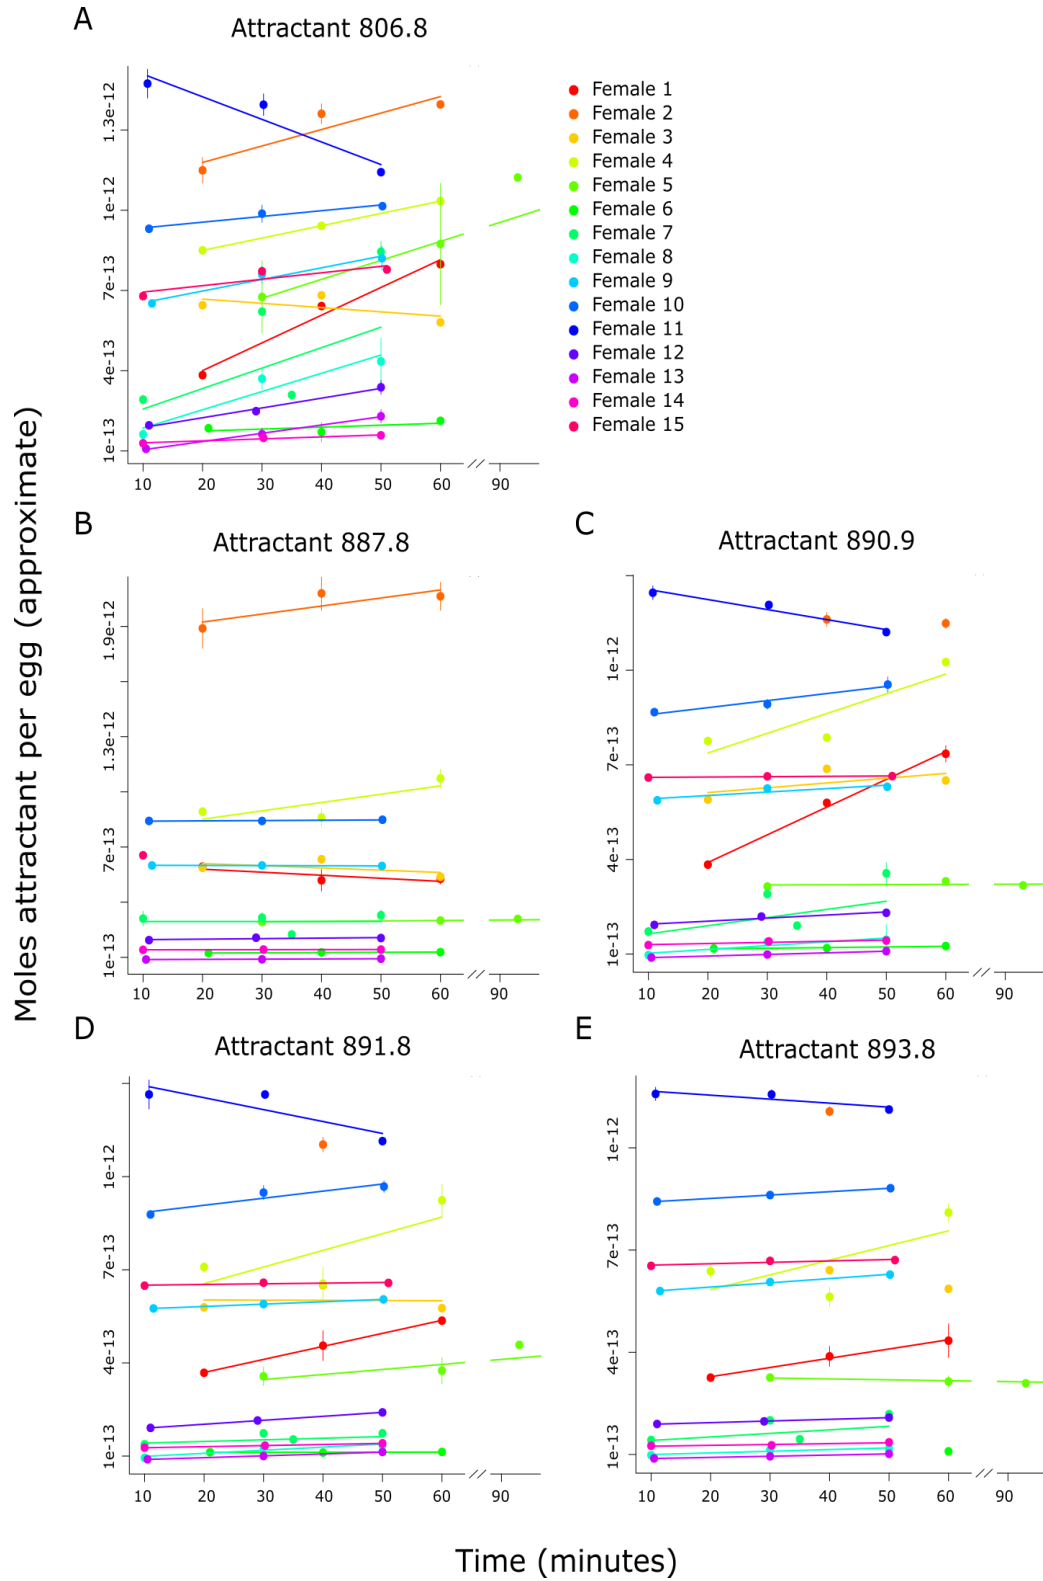 A
Attractant 806.8
1.3e-12
1e-12
7e-13
4e-13
1e-13
10 20 30 40 50 60 // 90
Female 1
Female 2
Female 3
Female 4
Female 5
Female 6
Female 7
Female 8
Female 9
Female 10
Female 11
Female 12
Female 13
Female 14
Female 15
Moles attractant per egg (approximate)
B
Attractant 887.8
1.9e-12
1.3e-12
7e-13
1e-13
10 20 30 40 50 60 // 90
C
Attractant 890.9
1e-12
7e-13
4e-13
1e-13
10 20 30 40 50 60 // 90
D
Attractant 891.8
1e-12
7e-13
4e-13
1e-13
10 20 30 40 50 60 // 90
E
Attractant 893.8
1e-12
7e-13
4e-13
1e-13
10 20 30 40 50 60 // 90
Time (minutes)